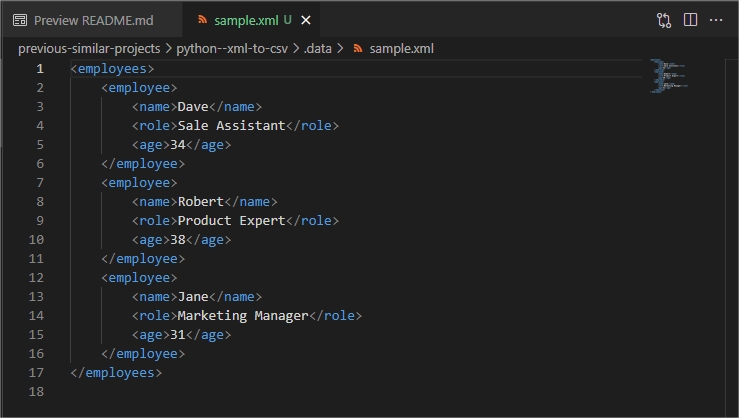 Preview README.md sample.xml U
previous-similar-projects > python--xml-to-csv > .data > sample.xml
1 <employees>
2 <employee>
3 <name>Dave</name>
4 <role>Sale Assistant</role>
5 <age>34</age>
6 </employee>
7 <employee>
8 <name>Robert</name>
9 <role>Product Expert</role>
10 <age>38</age>
11 </employee>
12 <employee>
13 <name>Jane</name>
14 <role>Marketing Manager</role>
15 <age>31</age>
16 </employee>
17 </employees>
18